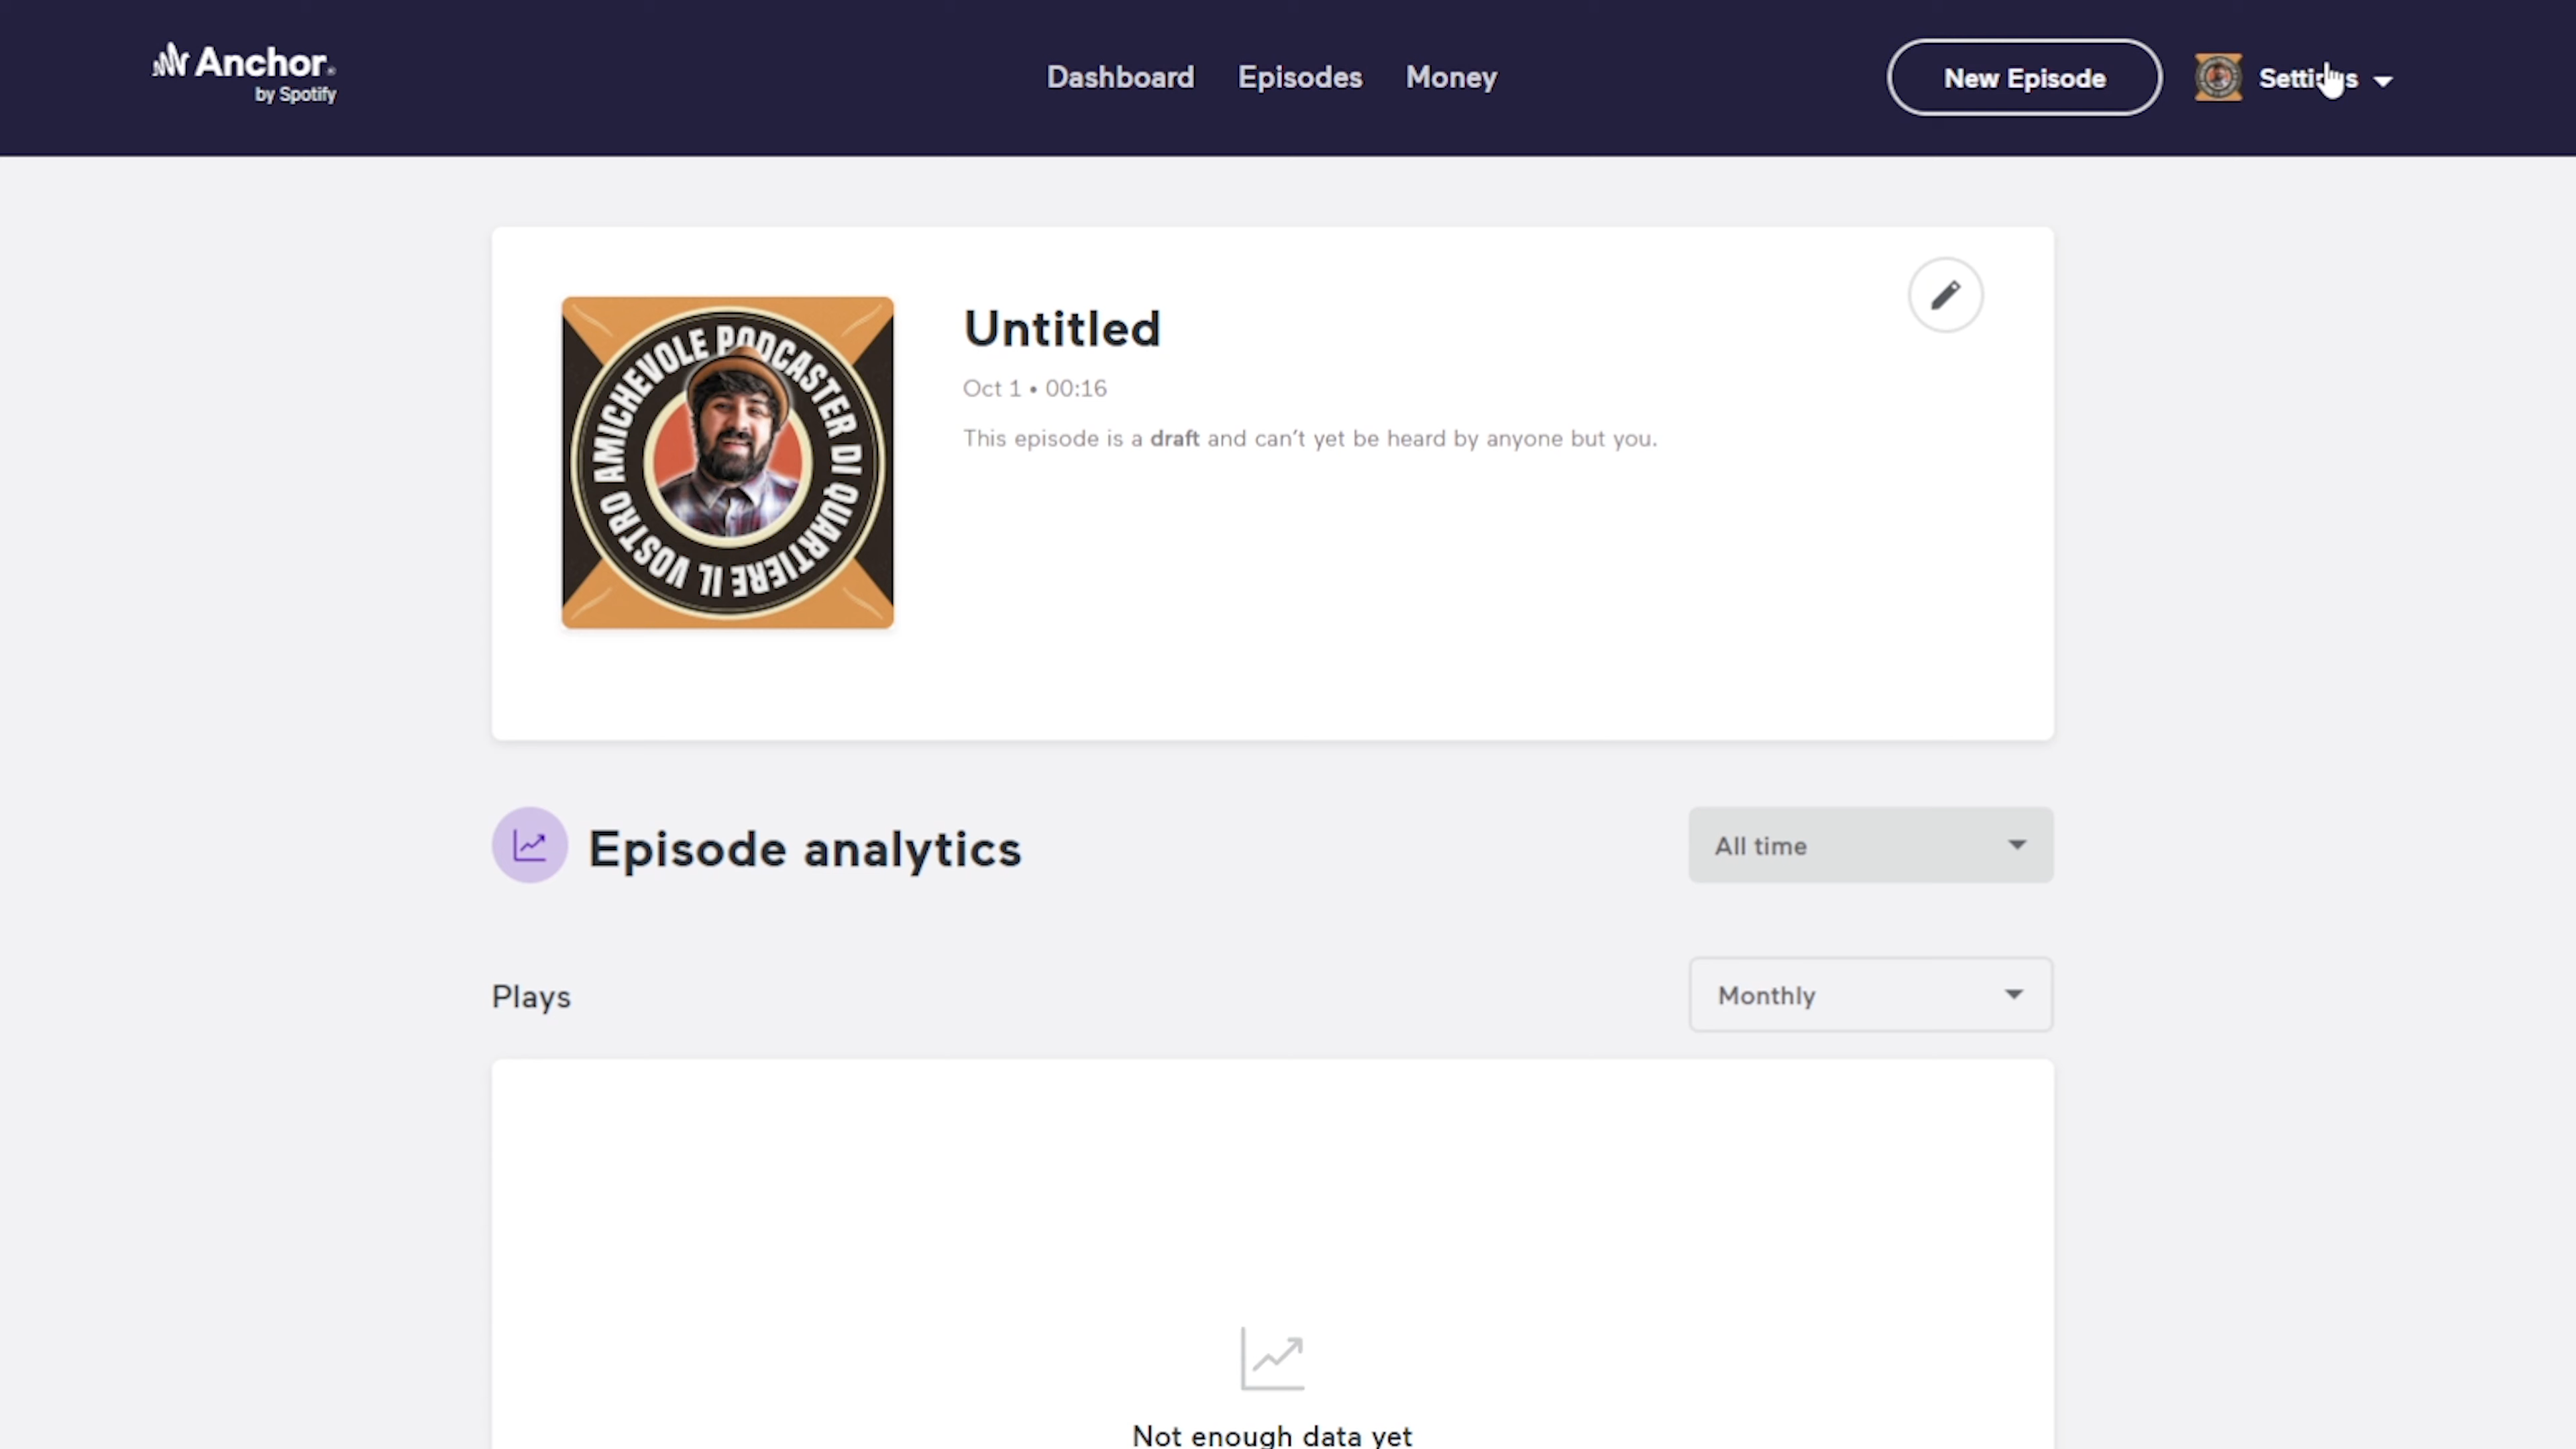 Anchor
by Spotify
Dashboard Episodes Money
New Episode
Settings
IL VOSTRO AMICHEVOLE PODCASTER DI QUARTIERE
Untitled
Oct 1 • 00:16
This episode is a draft and can't yet be heard by anyone but you.
Episode analytics
All time
Plays
Monthly
Not enough data yet